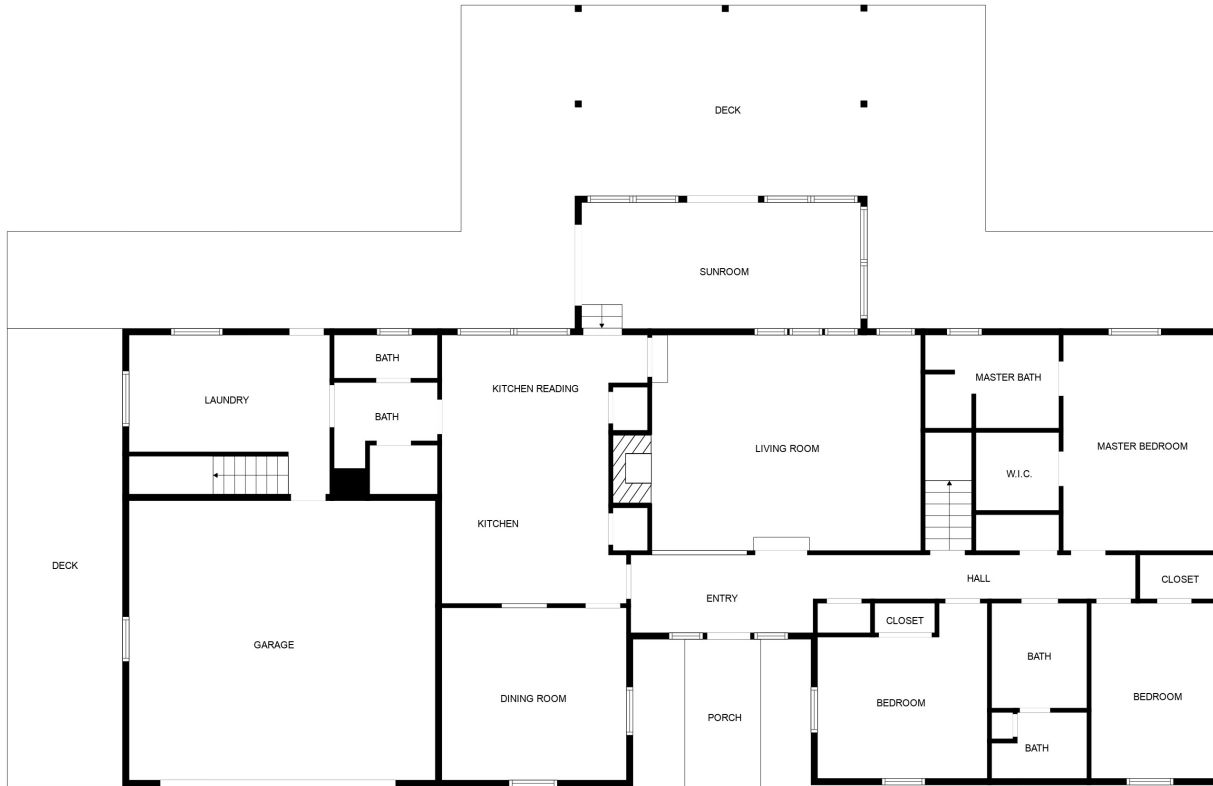 DECK
SUNROOM
BATH
KITCHEN READING
MASTER BATH
LAUNDRY
BATH
LIVING ROOM
MASTER BEDROOM
W.I.C.
KITCHEN
DECK
HALL
CLOSET
ENTRY
CLOSET
GARAGE
BATH
DINING ROOM
BEDROOM
BEDROOM
PORCH
BATH